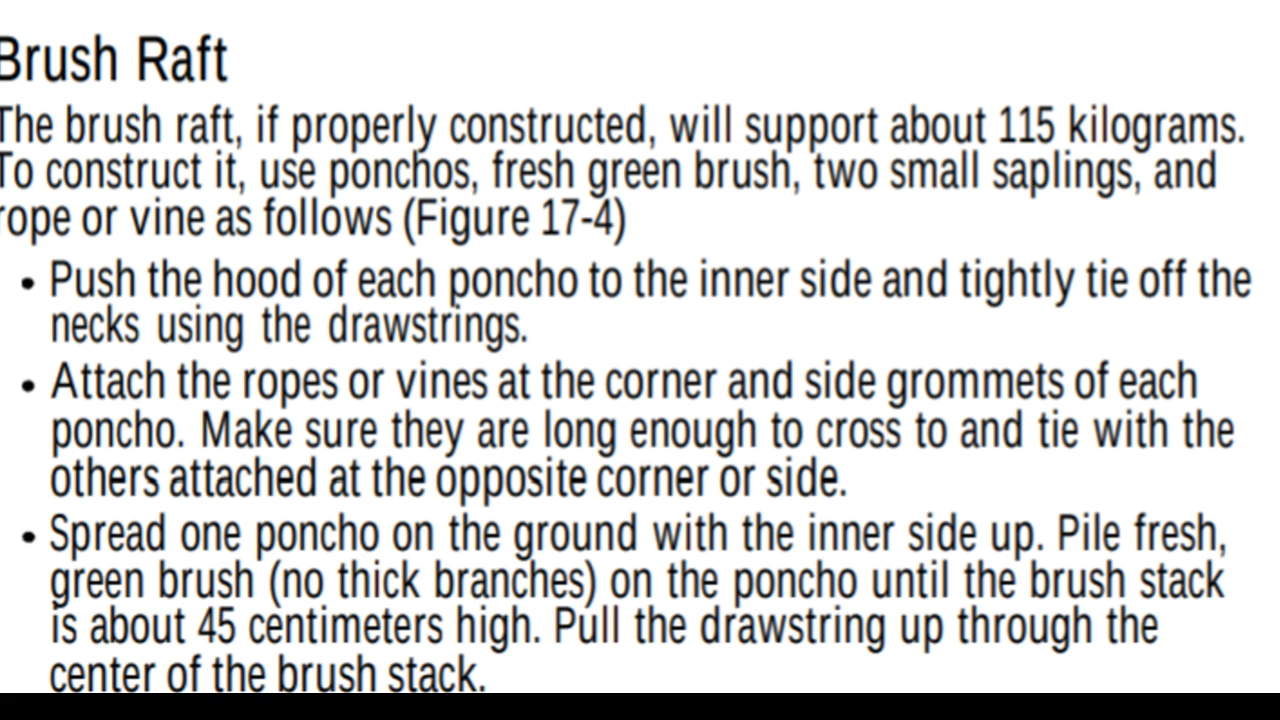 Brush Raft
The brush raft, if properly constructed, will support about 115 kilograms.
To construct it, use ponchos, fresh green brush, two small saplings, and
rope or vine as follows (Figure 17-4)
• Push the hood of each poncho to the inner side and tightly tie off the
necks using the drawstrings.
• Attach the ropes or vines at the corner and side grommets of each
poncho. Make sure they are long enough to cross to and tie with the
others attached at the opposite corner or side.
• Spread one poncho on the ground with the inner side up. Pile fresh,
green brush (no thick branches) on the poncho until the brush stack
is about 45 centimeters high. Pull the drawstring up through the
center of the brush stack.